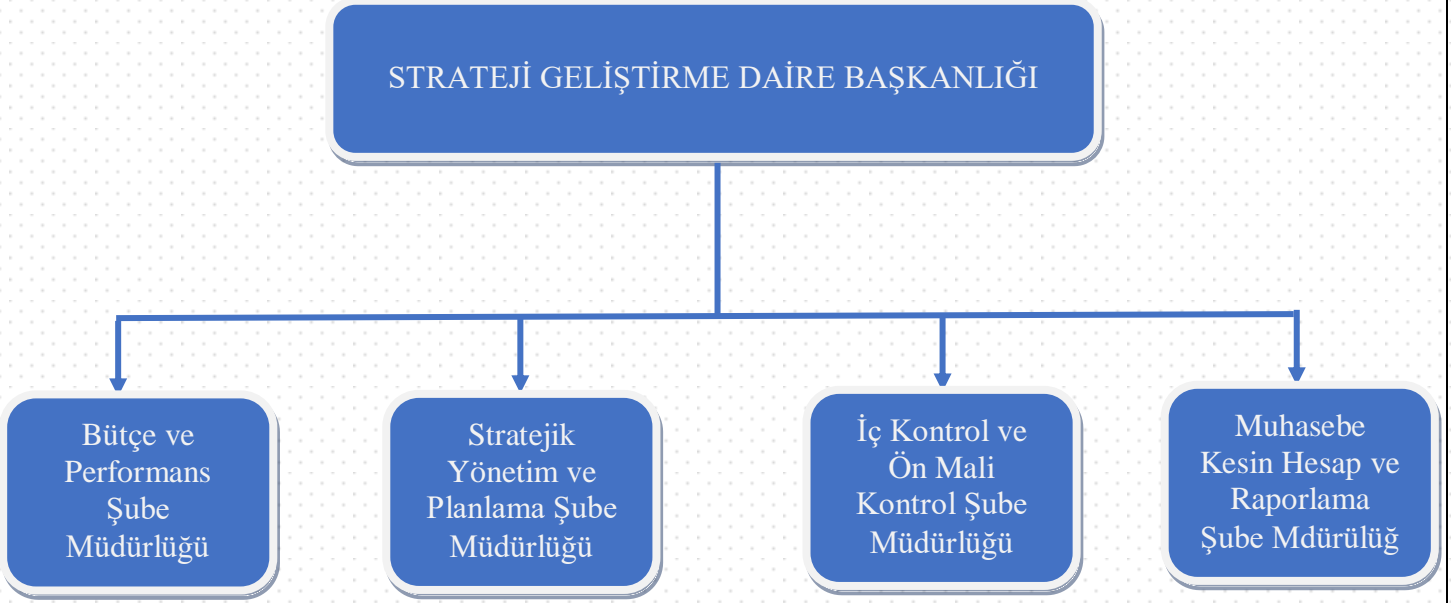 STRATEJİ GELİŞTİRME DAİRE BAŞKANLIĞI
Bütçe ve
Performans
Şube
Müdürlüğü
Stratejik
Yönetim ve
Planlama Şube
Müdürlüğü
İç Kontrol ve
Ön Mali
Kontrol Şube
Müdürlüğü
Muhasebe
Kesin Hesap ve
Raporlama
Şube Mdürülüğ